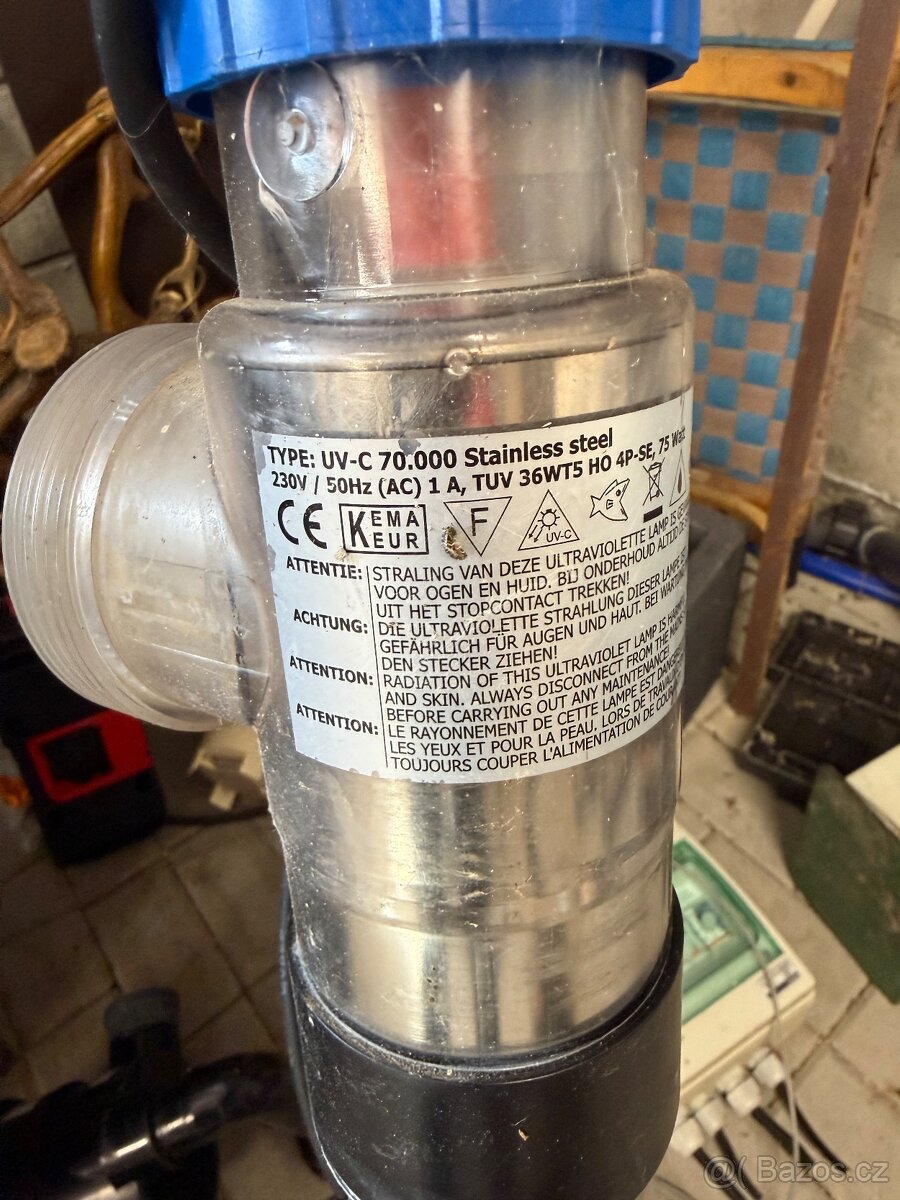 TYPE: UV-C 70.000 Stainless steel
230V / 50Hz (AC) 1 A, TUV 36WT5 HO 4P-SE, 75 Watt
CE KEMA KEUR F UV-C
ATTENTIE: STRALING VAN DEZE ULTRAVIOLETTE LAMP IS
VOOR OGEN EN HUID. BIJ ONDERHOUD ALTIJD DE
UIT HET STOPCONTACT TREKKEN!
ACHTUNG: DIE ULTRAVIOLETTE STRAHLUNG DIESER LAMPE
GEFÄHRLICH FÜR AUGEN UND HAUT. BEI
DEN STECKER ZIEHEN!
ATTENTION: RADIATION OF THIS ULTRAVIOLET LAMP IS
AND SKIN. ALWAYS DISCONNECT FROM THE
BEFORE CARRYING OUT ANY MAINTENANCE!
ATTENTION: LE RAYONNEMENT DE CETTE LAMPE EST
LES YEUX ET POUR LA PEAU. LORS DE
TOUJOURS COUPER L'ALIMENTATION DE
Bazos.cz